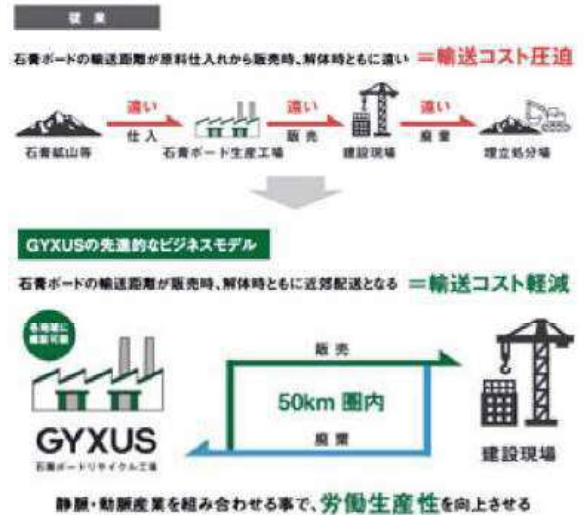 従 来
石膏ボードの輸送距離が原料仕入れから販売時、解体時ともに遠い ＝輸送コスト圧迫
遠い 遠い 遠い
仕 入 販 売 廃 棄
石膏鉱山等 石膏ボード生産工場 建設現場 埋立処分場
GYXUSの先進的なビジネスモデル
石膏ボードの輸送距離が販売時、解体時ともに近郊配送となる ＝輸送コスト軽減
販 売
50km 圏内
廃 棄
GYXUS
石膏ボードリサイクル工場
建設現場
静脈・動脈産業を組み合わせる事で、労働生産性を向上させる